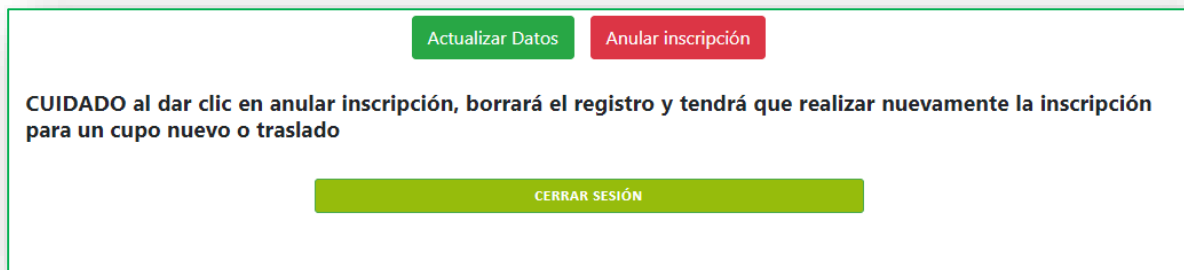 Actualizar Datos Anular inscripción
CUIDADO al dar clic en anular inscripción, borrará el registro y tendrá que realizar nuevamente la inscripción
para un cupo nuevo o traslado
CERRAR SESIÓN